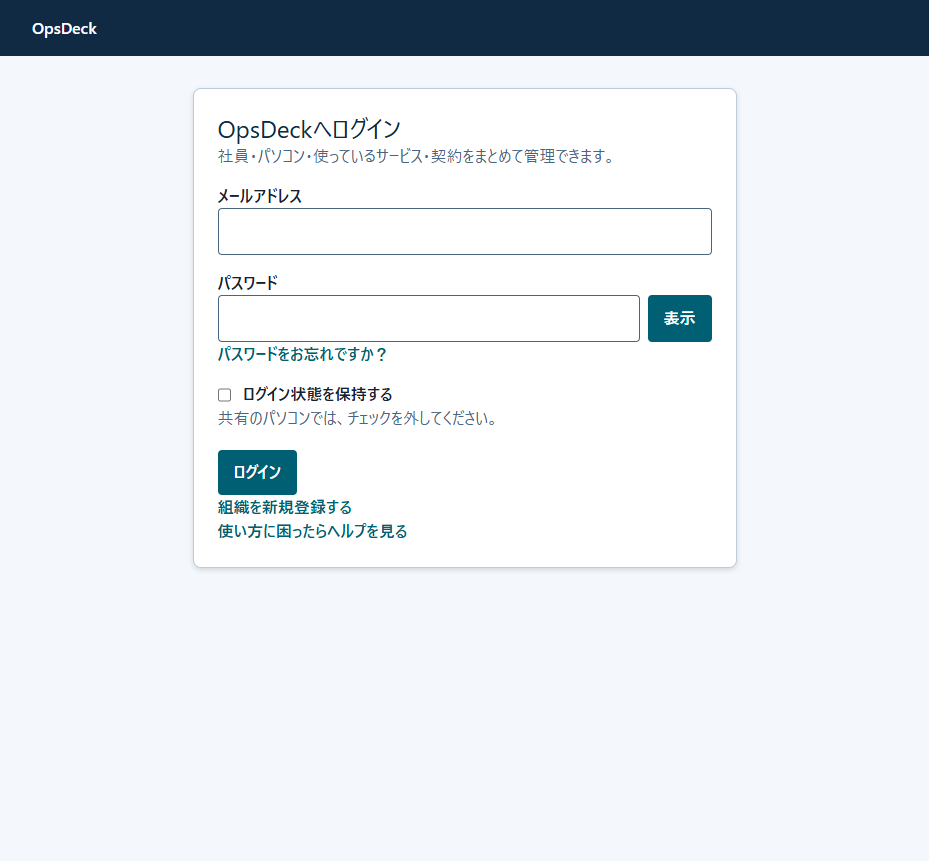 OpsDeck
OpsDeckへログイン
社員・パソコン・使っているサービス・契約をまとめて管理できます。
メールアドレス
パスワード
表示
パスワードをお忘れですか？
ログイン状態を保持する
共有のパソコンでは、チェックを外してください。
ログイン
組織を新規登録する
使い方に困ったらヘルプを見る